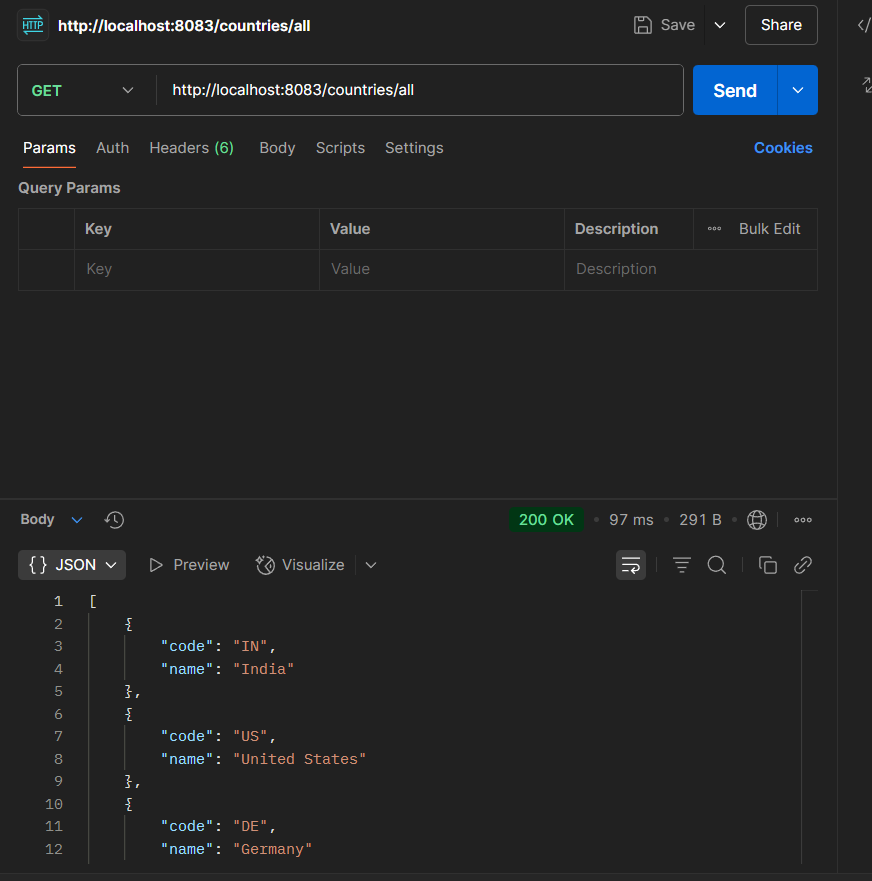 HTTP http://localhost:8083/countries/all Save Share
GET http://localhost:8083/countries/all Send
Params Auth Headers (6) Body Scripts Settings Cookies
Query Params
Key Value Description Bulk Edit
Key Value Description
Body 200 OK 97 ms 291 B
{} JSON Preview Visualize
1 [
2 {
3 "code": "IN",
4 "name": "India"
5 },
6 {
7 "code": "US",
8 "name": "United States"
9 },
10 {
11 "code": "DE",
12 "name": "Germany"